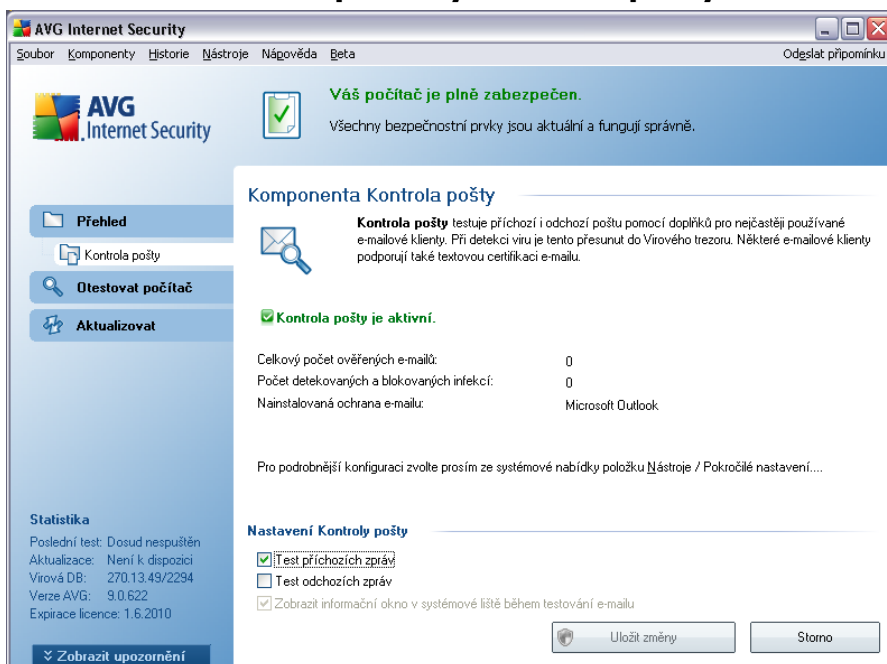 AVG Internet Security
Soubor Komponenty Historie Nástroje Nápověda Beta Odeslat připomínku
AVG
Internet Security
Váš počítač je plně zabezpečen.
Všechny bezpečnostní prvky jsou aktuální a fungují správně.
Přehled
Kontrola pošty
Otestovat počítač
Aktualizovat
Komponenta Kontrola pošty
Kontrola pošty testuje příchozí i odchozí poštu pomocí doplňků pro nejčastěji používané
e-mailové klienty. Při detekci viru je tento přesunut do Virového trezoru. Některé e-mailové klienty
podporují také textovou certifikaci e-mailu.
Kontrola pošty je aktivní.
Celkový počet ověřených e-mailů: 0
Počet detekovaných a blokovaných infekcí: 0
Nainstalovaná ochrana e-mailu: Microsoft Outlook
Pro podrobnější konfiguraci zvolte prosím ze systémové nabídky položku Nástroje / Pokročilé nastavení....
Statistika
Poslední test: Dosud nespuštěn
Aktualizace: Není k dispozici
Virová DB: 270.13.49/2294
Verze AVG: 9.0.622
Expirace licence: 1.6.2010
Zobrazit upozornění
Nastavení Kontroly pošty
Test příchozích zpráv
Test odchozích zpráv
Zobrazit informační okno v systémové liště během testování e-mailu
Uložit změny
Storno